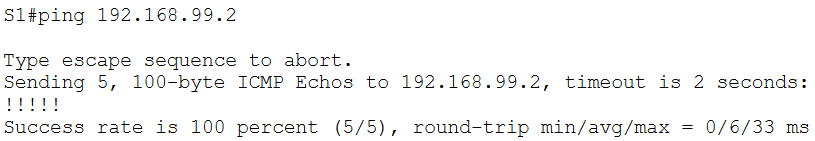 S1#ping 192.168.99.2
Type escape sequence to abort.
Sending 5, 100-byte ICMP Echos to 192.168.99.2, timeout is 2 seconds:
!!!!!
Success rate is 100 percent (5/5), round-trip min/avg/max = 0/6/33 ms